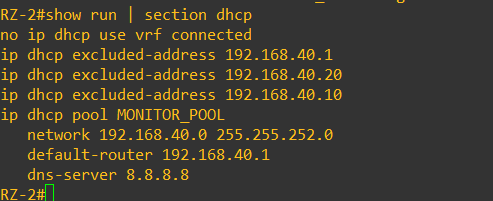 RZ-2#show run | section dhcp
no ip dhcp use vrf connected
ip dhcp excluded-address 192.168.40.1
ip dhcp excluded-address 192.168.40.20
ip dhcp excluded-address 192.168.40.10
ip dhcp pool MONITOR_POOL
   network 192.168.40.0 255.255.252.0
   default-router 192.168.40.1
   dns-server 8.8.8.8
RZ-2#